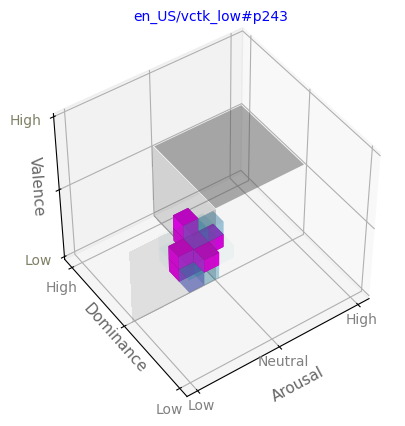 en_US/vctk_low#p243
High
Valence
Low
High
Dominance
Low
Low
Neutral
High
Arousal